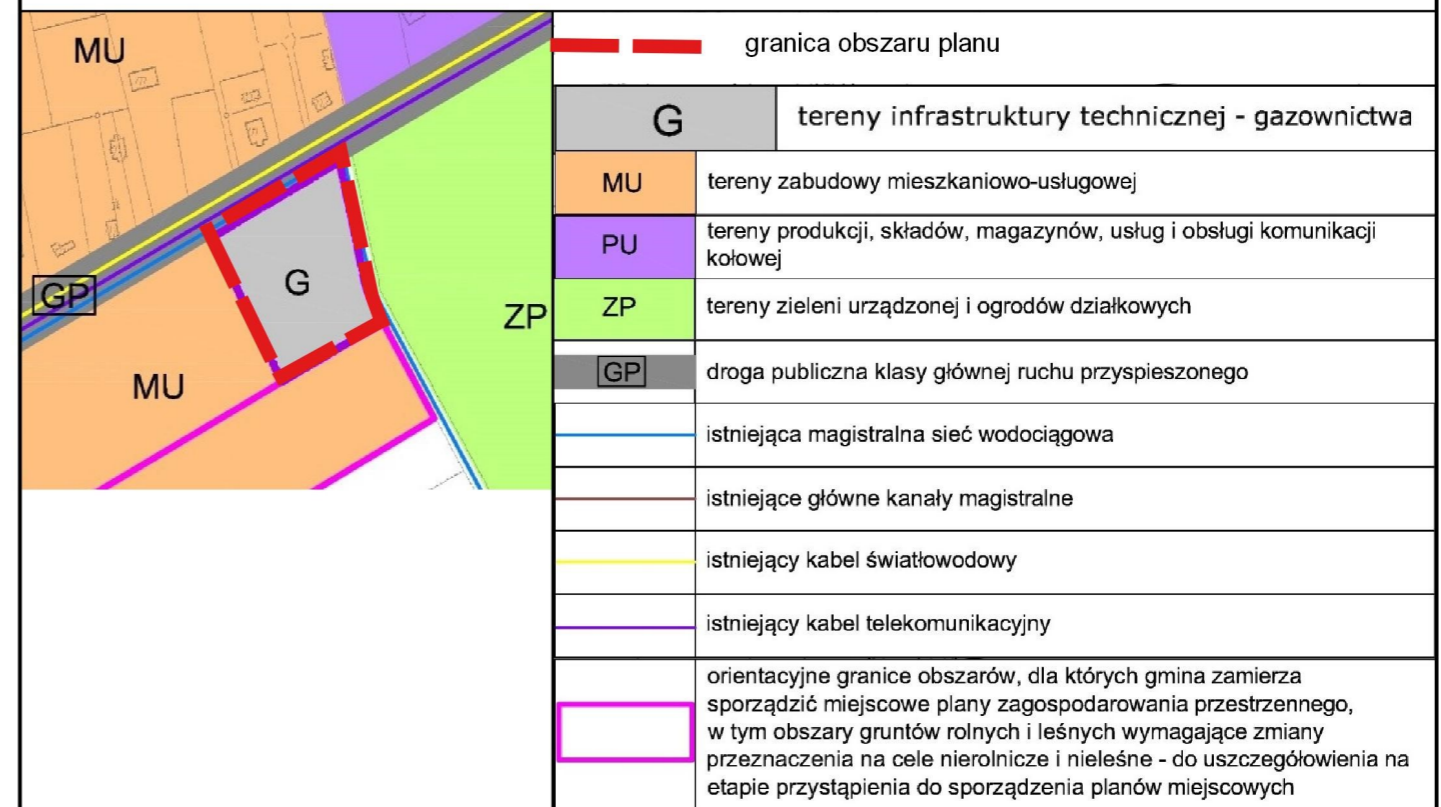 MU
GP
G
ZP
MU
granica obszaru planu
G tereny infrastruktury technicznej - gazownictwa
MU tereny zabudowy mieszkaniowo-usługowej
PU tereny produkcji, składów, magazynów, usług i obsługi komunikacji
kołowej
ZP tereny zieleni urządzonej i ogrodów działkowych
GP droga publiczna klasy głównej ruchu przyspieszonego
istniejąca magistralna sieć wodociągowa
istniejące główne kanały magistralne
istniejący kabel światłowodowy
istniejący kabel telekomunikacyjny
orientacyjne granice obszarów, dla których gmina zamierza
sporządzić miejscowe plany zagospodarowania przestrzennego,
w tym obszary gruntów rolnych i leśnych wymagające zmiany
przeznaczenia na cele nierolnicze i nieleśne - do uszczegółowienia na
etapie przystąpienia do sporządzenia planów miejscowych